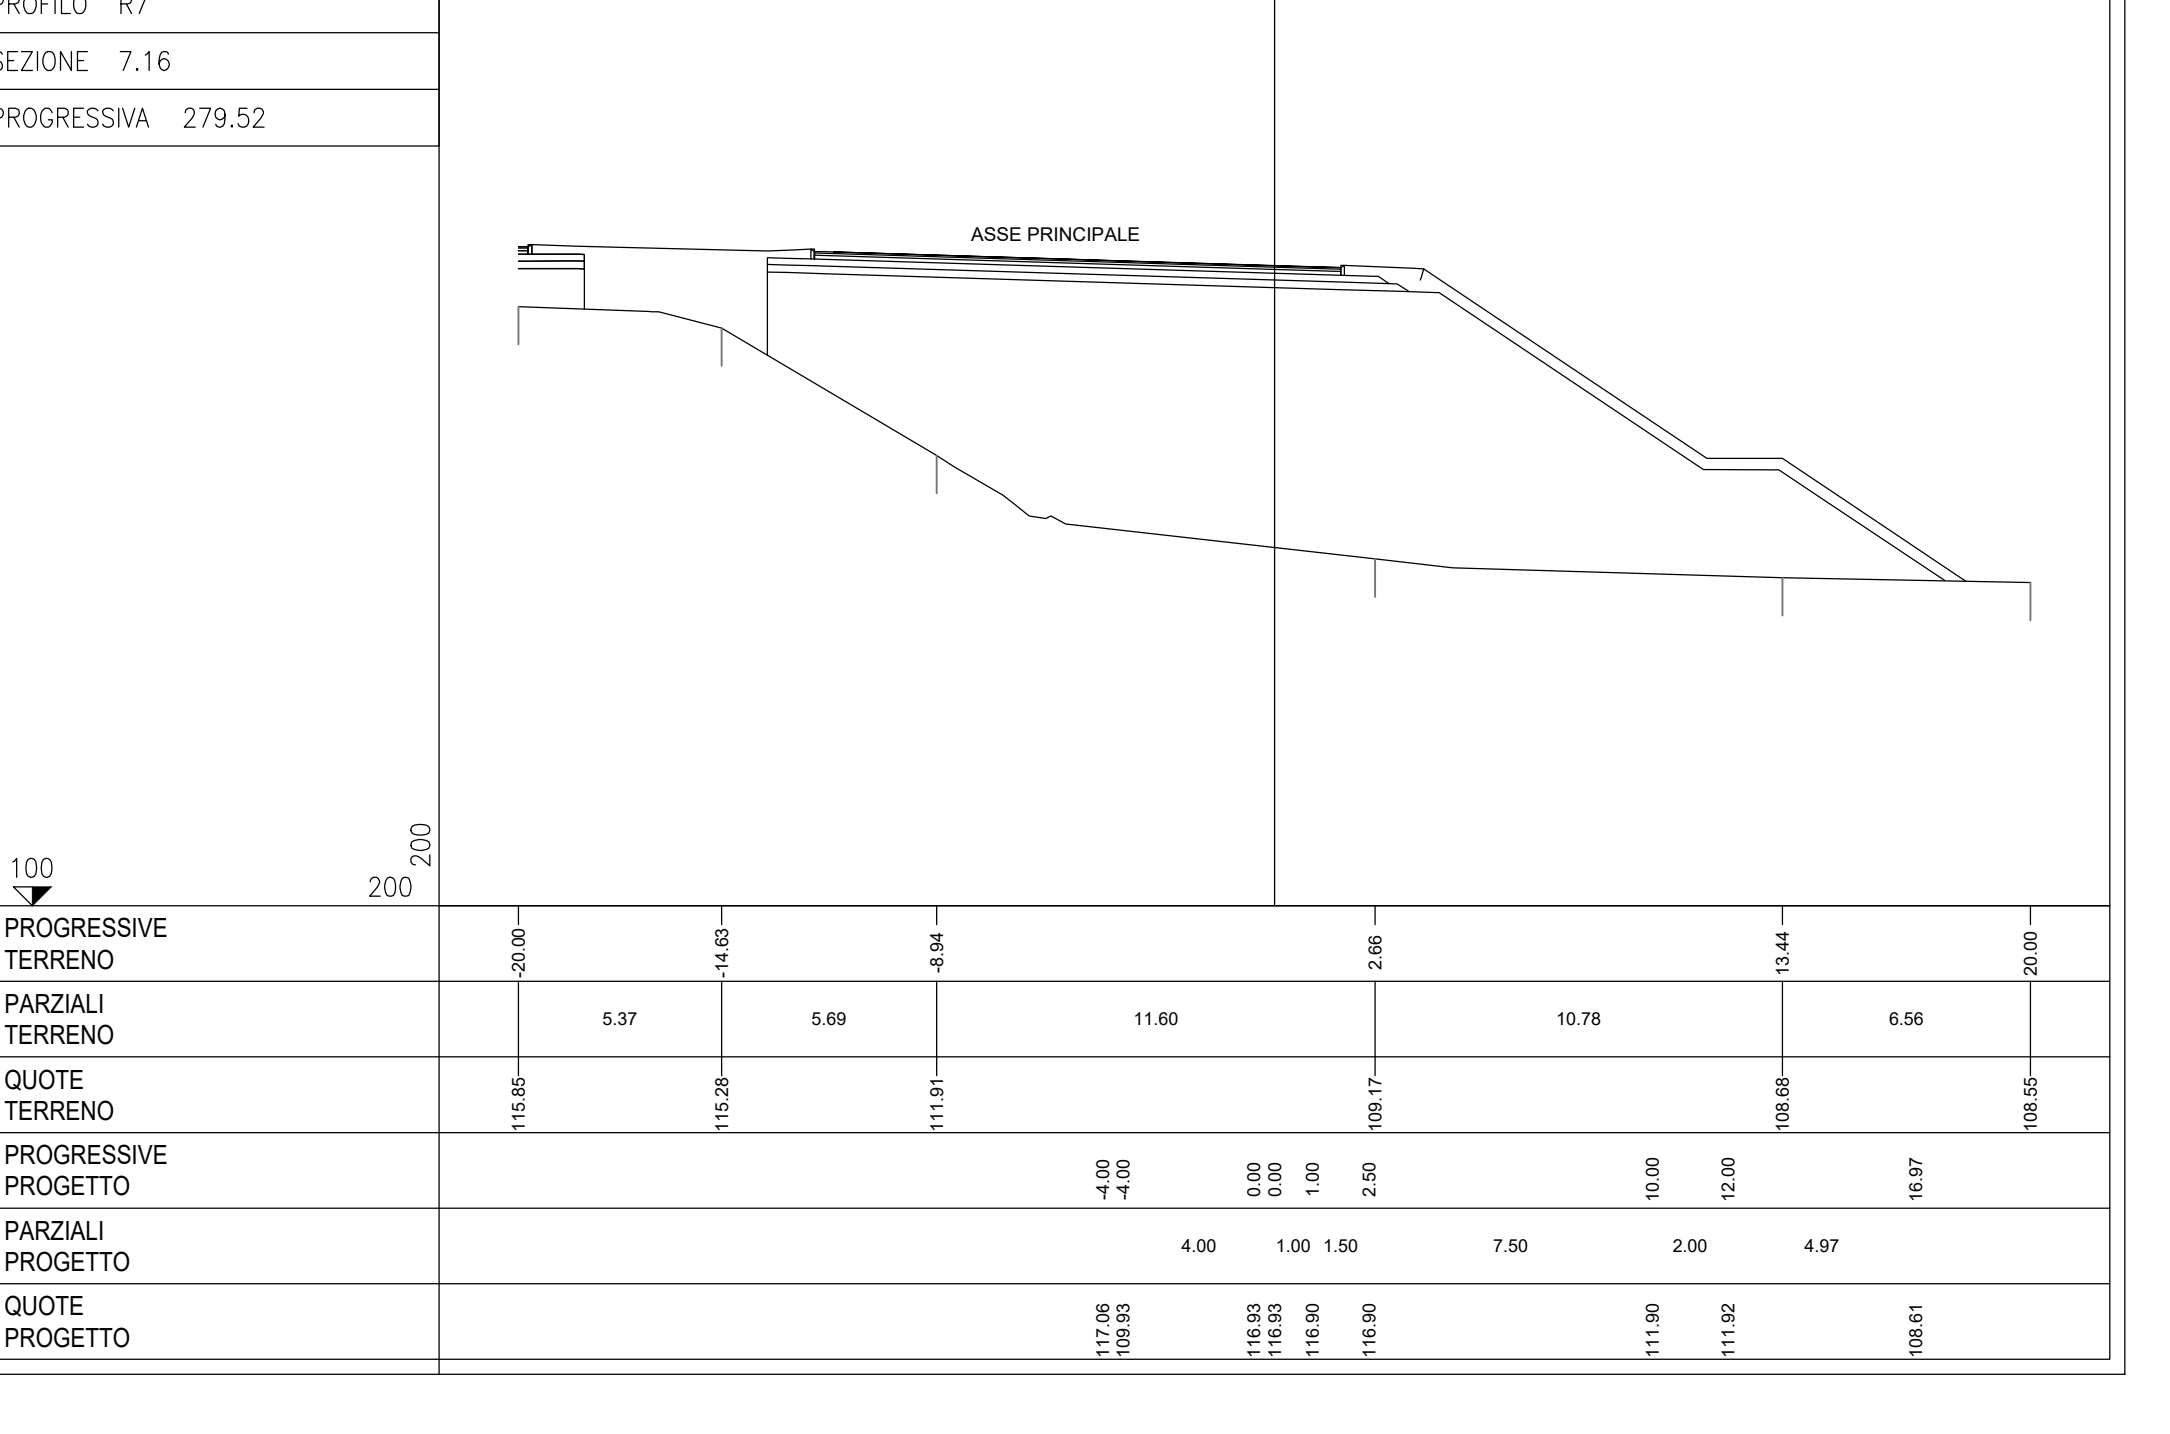 PROFILO R7
SEZIONE 7.16
PROGRESSIVA 279.52
ASSE PRINCIPALE
200
100
200
PROGRESSIVE
TERRENO
-20.00 -14.63 -8.94 2.66 13.44 20.00
PARZIALI
TERRENO
5.37 5.69 11.60 10.78 6.56
QUOTE
TERRENO
115.85 115.28 111.91 109.17 108.68 108.55
PROGRESSIVE
PROGETTO
-4.00 -4.00 0.00 0.00 1.00 2.50 10.00 12.00 16.97
PARZIALI
PROGETTO
4.00 1.00 1.50 7.50 2.00 4.97
QUOTE
PROGETTO
117.06 109.93 116.93 116.93 116.90 116.90 111.90 111.92 108.61